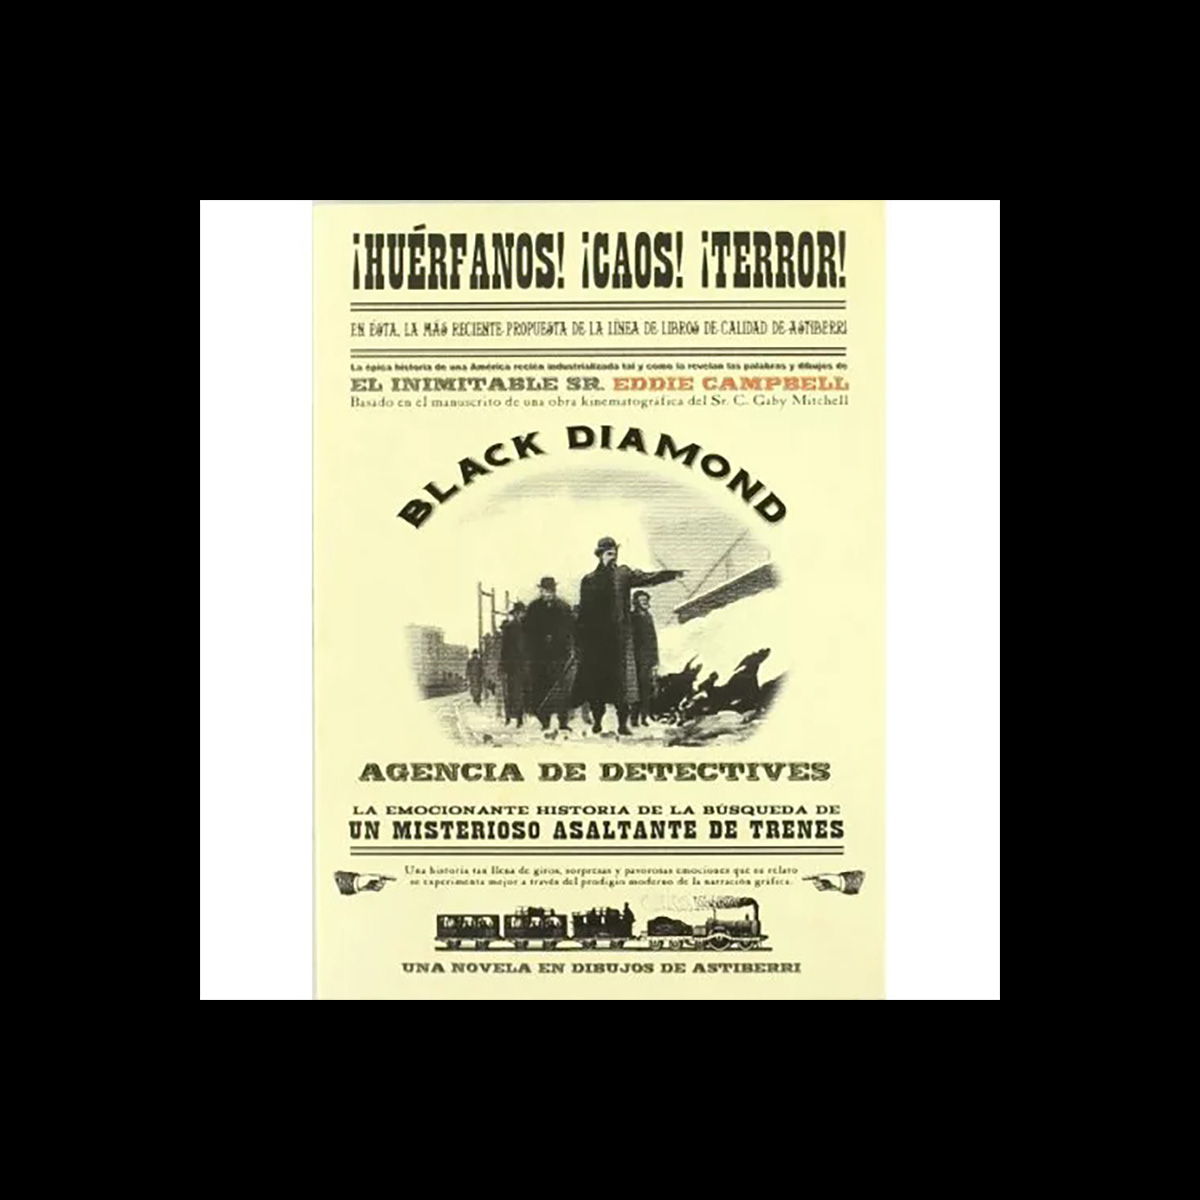 ¡HUÉRFANOS! ¡CAOS! ¡TERROR!
EN ÉSTA, LA MÁS RECIENTE PROPUESTA DE LA LÍNEA DE LIBROS DE CALIDAD DE ASTIBERRI
La épica historia de una América recién industrializada tal y como la revelan las palabras y dibujos de
EL INIMITABLE SR. EDDIE CAMPBELL
Basado en el manuscrito de una obra kinematográfica del Sr. C. Gaby Mitchell
BLACK DIAMOND
AGENCIA DE DETECTIVES
LA EMOCIONANTE HISTORIA DE LA BÚSQUEDA DE
UN MISTERIOSO ASALTANTE DE TRENES
Una historia tan llena de giros, sorpresas y pavorosas emociones que su relato
se experimenta mejor a través del prodigio moderno de la narración gráfica.
UNA NOVELA EN DIBUJOS DE ASTIBERRI